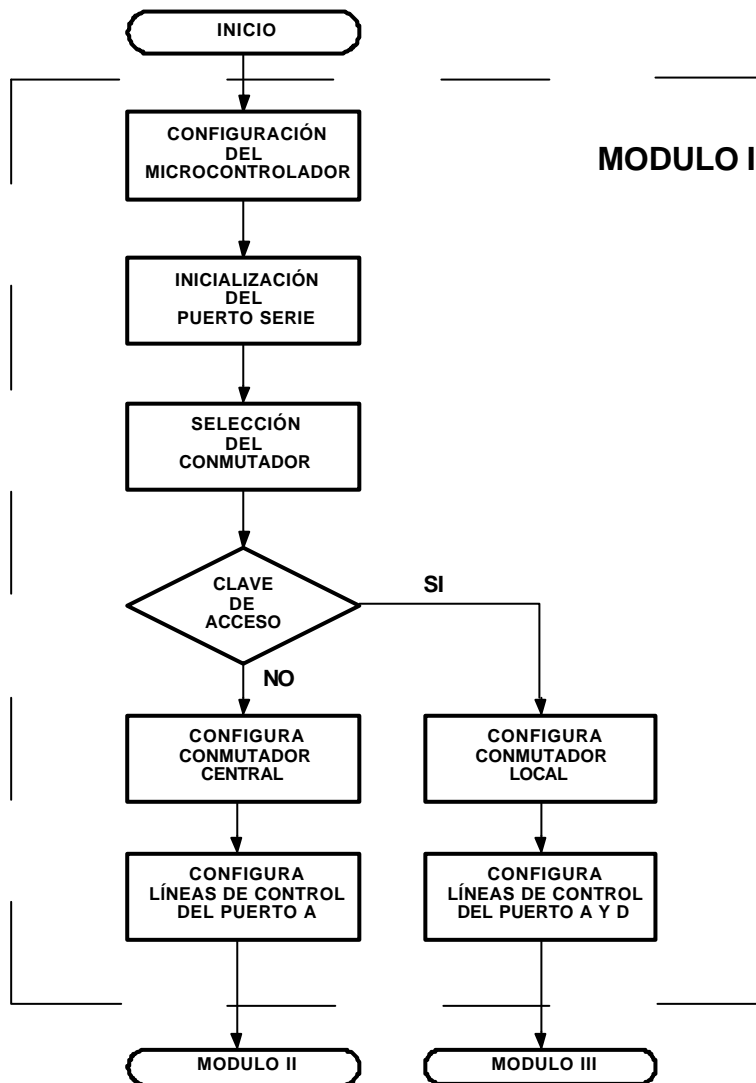 INICIO
CONFIGURACIÓN
DEL
MICROCONTROLADOR
MODULO I
INICIALIZACIÓN
DEL
PUERTO SERIE
SELECCIÓN
DEL
CONMUTADOR
CLAVE
DE
ACCESO
SI
NO
CONFIGURA
CONMUTADOR
CENTRAL
CONFIGURA
CONMUTADOR
LOCAL
CONFIGURA
LÍNEAS DE CONTROL
DEL PUERTO A
CONFIGURA
LÍNEAS DE CONTROL
DEL PUERTO A Y D
MODULO II
MODULO III